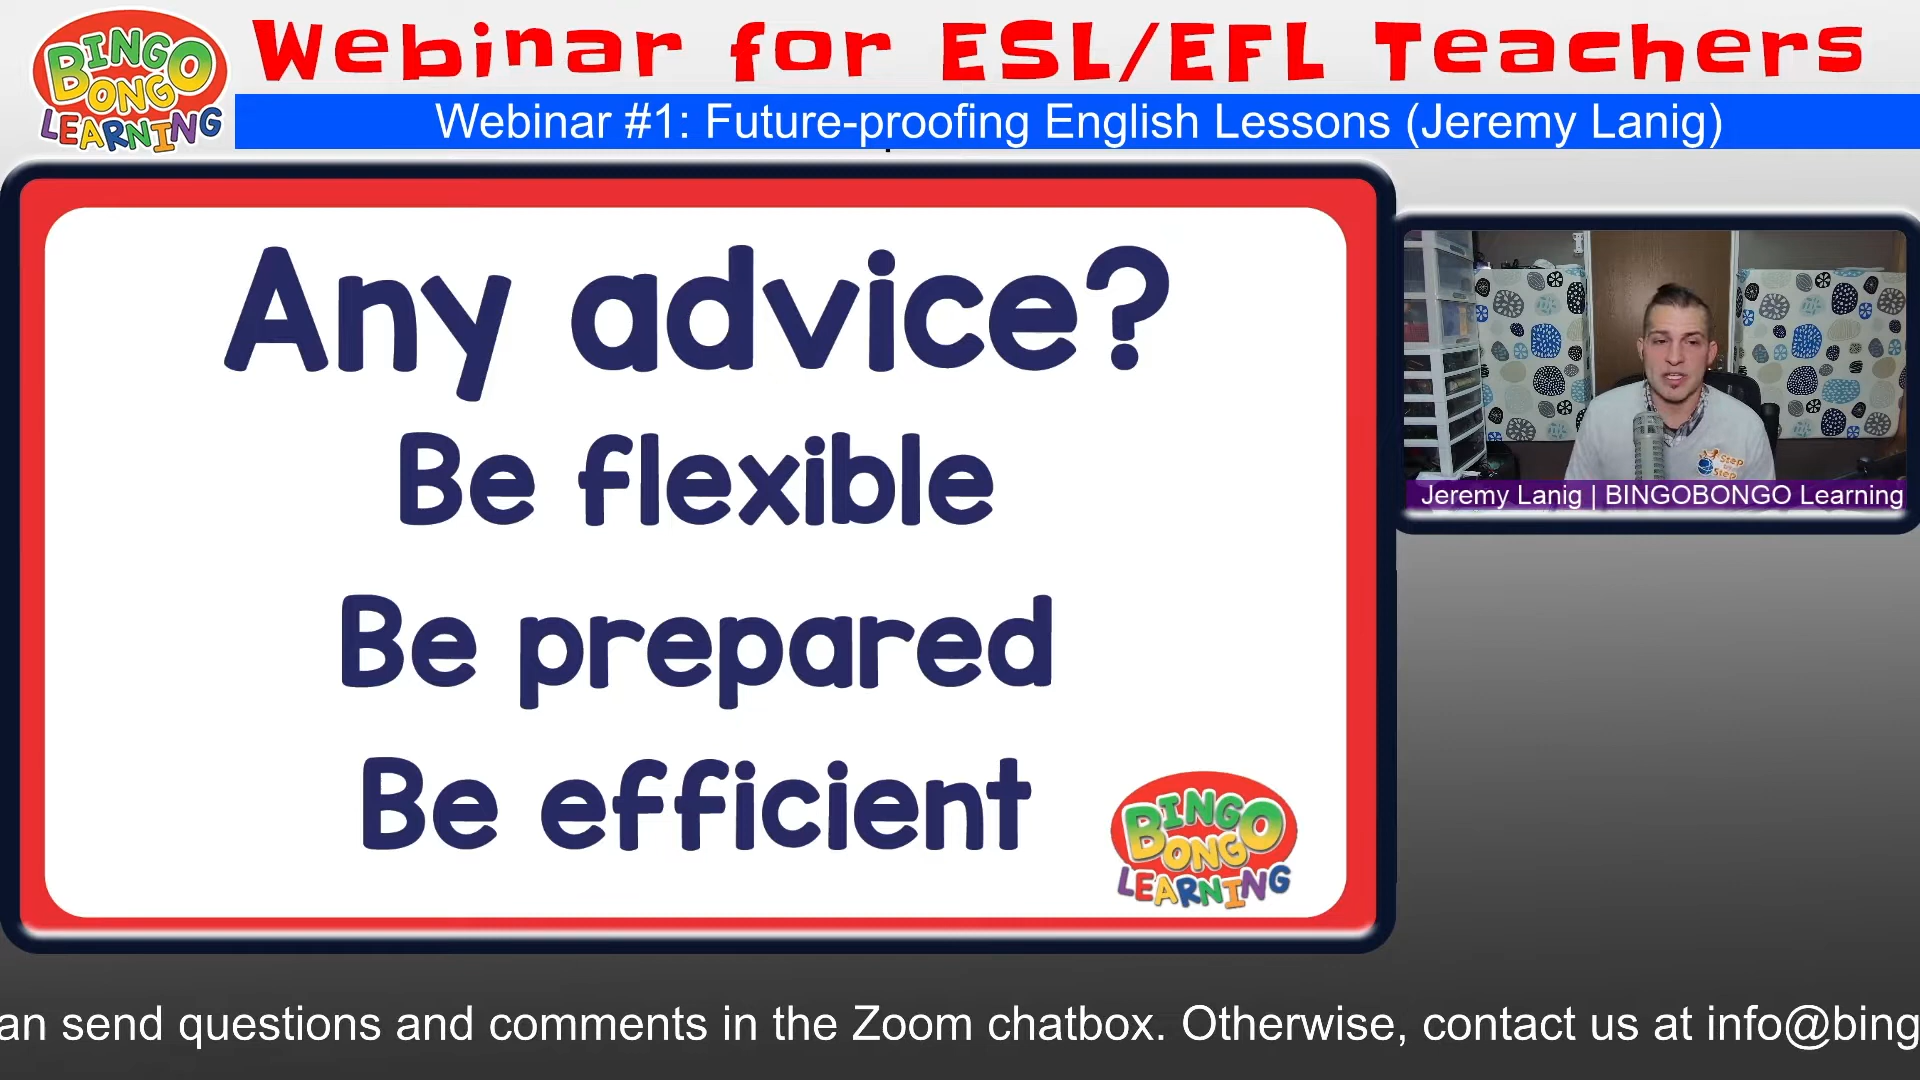 BINGO
BONGO
LEARNING
Webinar for ESL/EFL Teachers
Webinar #1: Future-proofing English Lessons (Jeremy Lanig)
Any advice?
Be flexible
Be prepared
Be efficient
BINGO
BONGO
LEARNING
Step
Step
Jeremy Lanig | BINGOBONGO Learning
an send questions and comments in the Zoom chatbox. Otherwise, contact us at info@bing